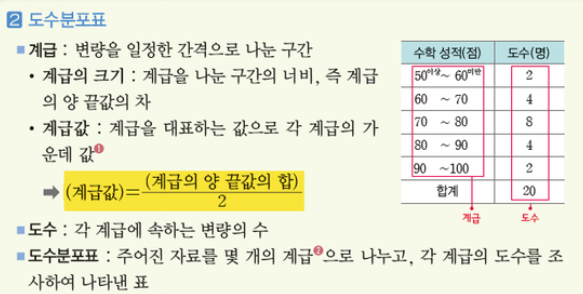 2 도수분포표
계급 : 변량을 일정한 간격으로 나눈 구간
• 계급의 크기 : 계급을 나눈 구간의 너비, 즉 계급
의 양 끝값의 차
• 계급값 : 계급을 대표하는 값으로 각 계급의 가
운데 값❶
➡ (계급값)=(계급의 양 끝값의 합)/2
수학 성적(점) 도수(명)
50이상~ 60미만 2
60 ~ 70 4
70 ~ 80 8
80 ~ 90 4
90 ~100 2
합계 20
계급 도수
도수 : 각 계급에 속하는 변량의 수
도수분포표 : 주어진 자료를 몇 개의 계급❷으로 나누고, 각 계급의 도수를 조
사하여 나타낸 표